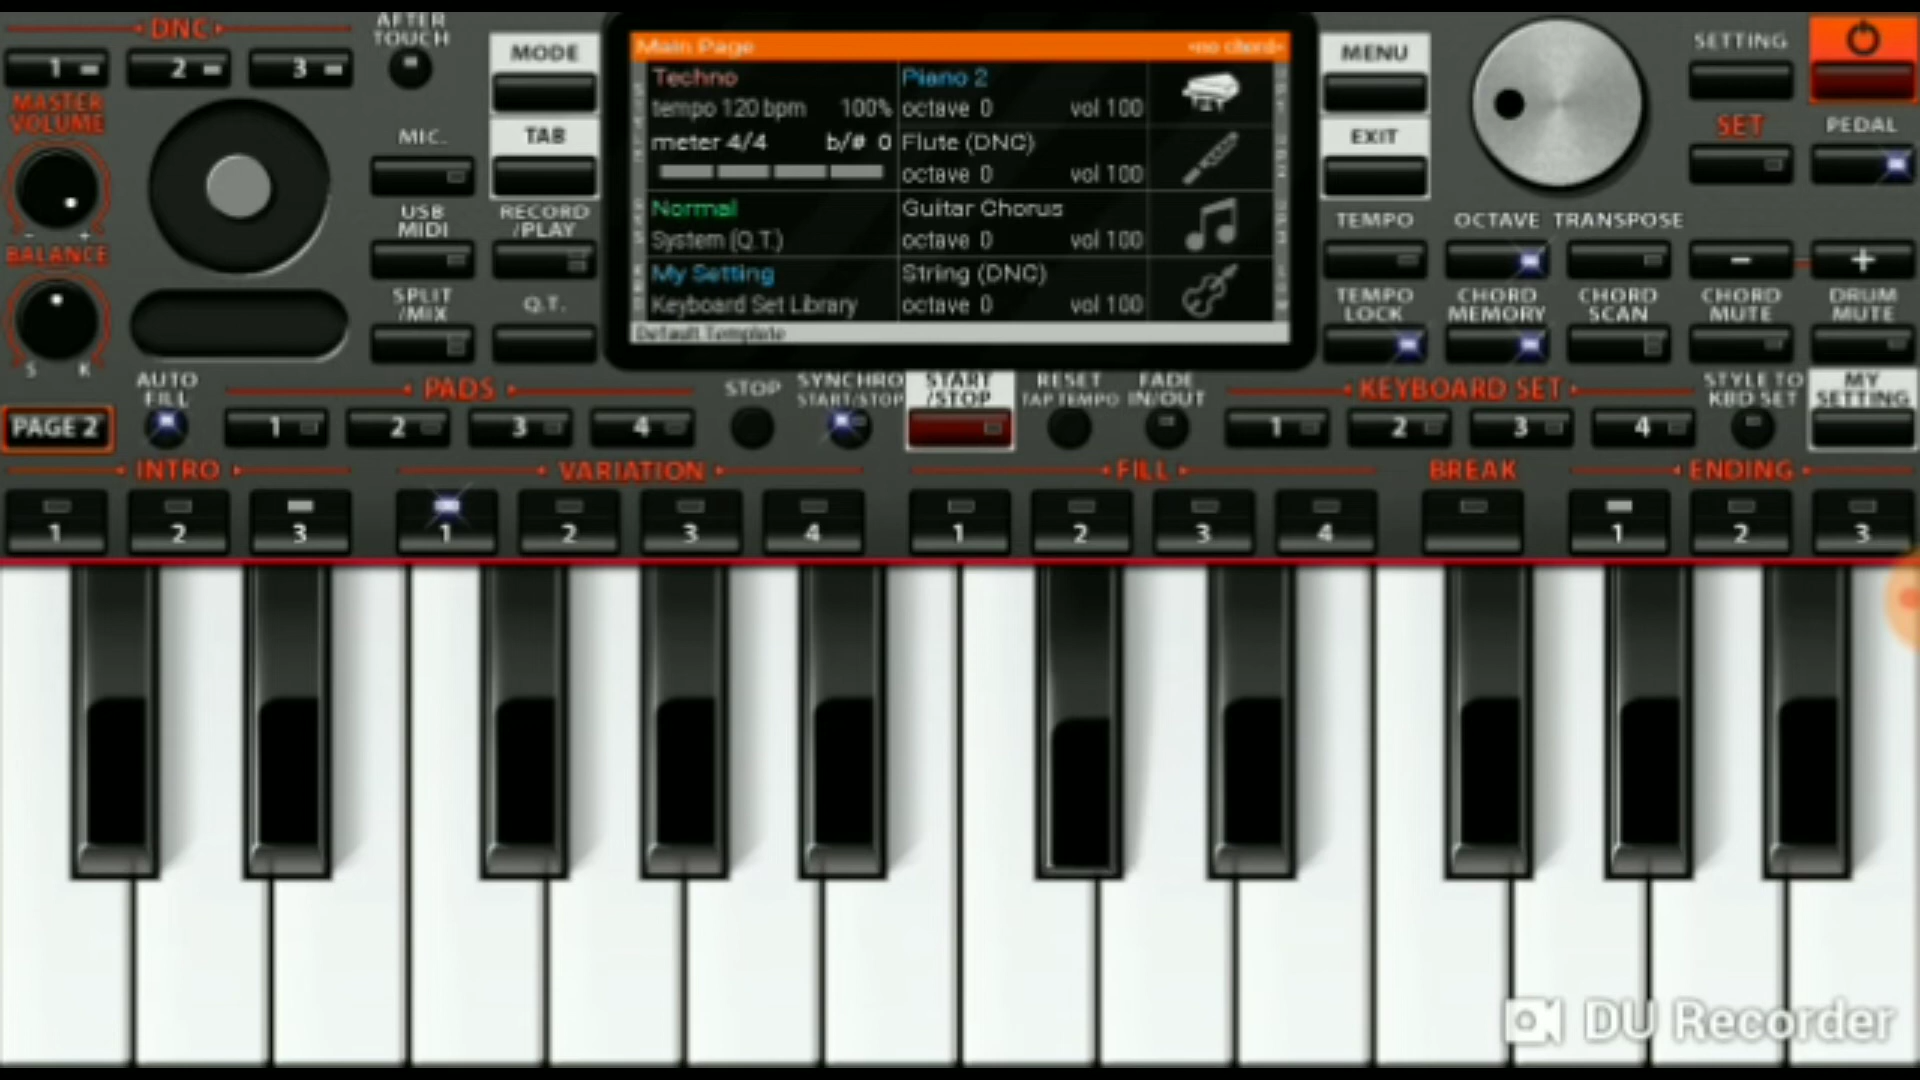 DNC
AFTER TOUCH
1 2 3
MASTER VOLUME
- +
BALANCE
S K
MIC.
USB MIDI
SPLIT /MIX
MODE
TAB
RECORD /PLAY
Q.T.
Main Page
-no chord-
Techno
tempo 120 bpm 100%
meter 4/4 b/# 0
Normal
System (Q.T.)
My Setting
Keyboard Set Library
Piano 2
octave 0 vol 100
Flute (DNC)
octave 0 vol 100
Guitar Chorus
octave 0 vol 100
String (DNC)
octave 0 vol 100
Default Template
MENU
EXIT
SETTING
SET
PEDAL
TEMPO
OCTAVE
TRANSPOSE
- +
TEMPO LOCK
CHORD MEMORY
CHORD SCAN
CHORD MUTE
DRUM MUTE
PAGE 2
AUTO FILL
PADS
1 2 3 4
STOP
SYNCHRO START/STOP
START /STOP
RESET TAP TEMPO
FADE IN/OUT
KEYBOARD SET
1 2 3 4
STYLE TO KBD SET
MY SETTING
INTRO
1 2 3
VARIATION
1 2 3 4
FILL
1 2 3 4
BREAK
ENDING
1 2 3
DU Recorder